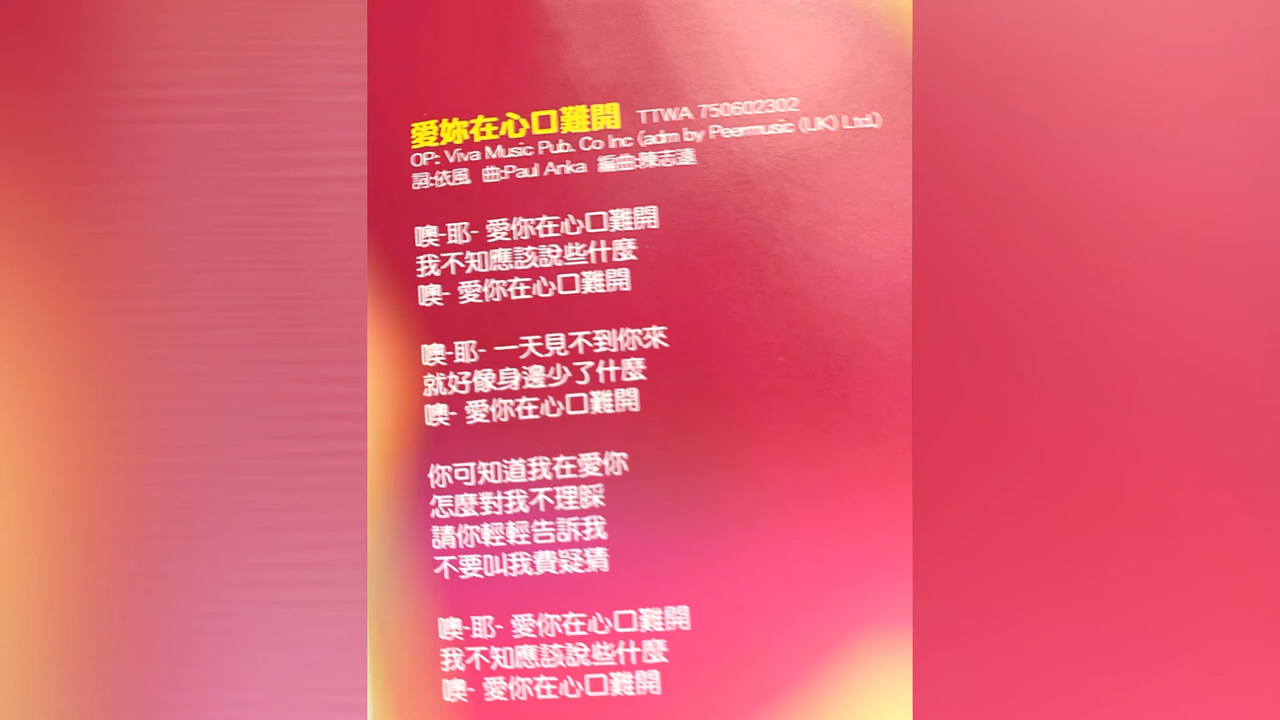 愛妳在心口難開 TTWA 750602302
OP: Viva Music Pub. Co Inc (adm by Peermusic (UK) Ltd.)
詞:依風 曲:Paul Anka 編曲:陳志遠
噢-耶- 愛你在心口難開
我不知應該說些什麼
噢- 愛你在心口難開
噢-耶- 一天見不到你來
就好像身邊少了什麼
噢- 愛你在心口難開
你可知道我在愛你
怎麼對我不理睬
請你輕輕告訴我
不要叫我費疑猜
噢-耶- 愛你在心口難開
我不知應該說些什麼
噢- 愛你在心口難開